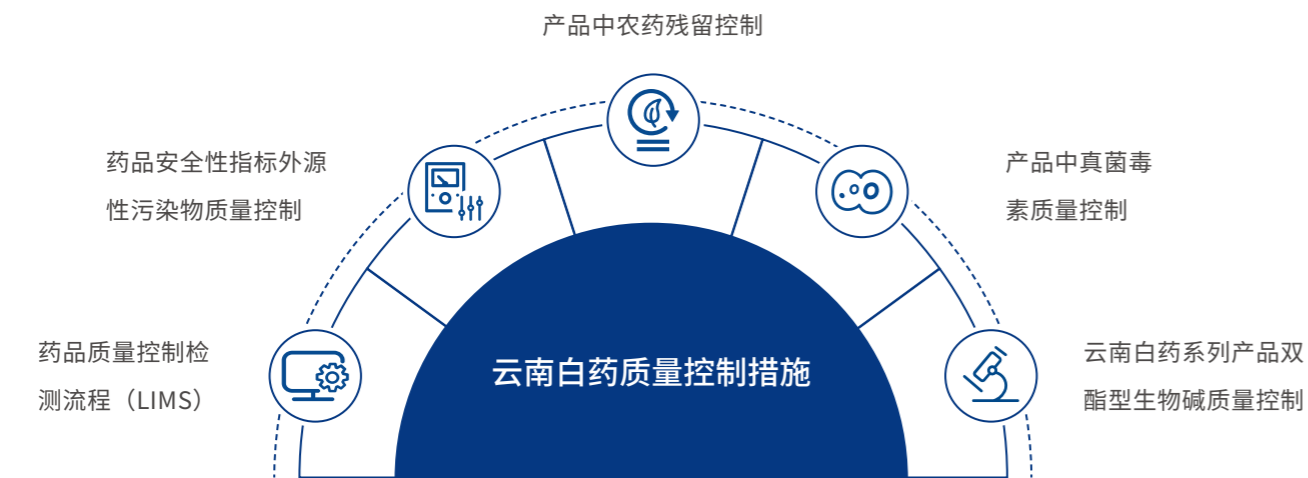 产品中农药残留控制
药品安全性指标外源
性污染物质量控制
产品中真菌毒
素质量控制
药品质量控制检
测流程（LIMS）
云南白药质量控制措施
云南白药系列产品双
酯型生物碱质量控制